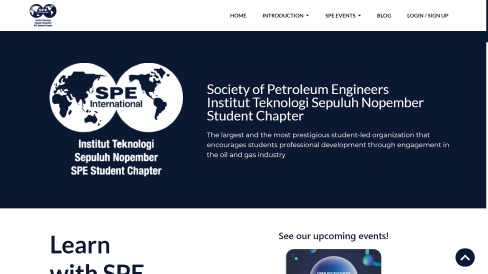 HOME INTRODUCTION SPE EVENTS BLOG LOGIN / SIGN UP
SPE
International
Institut Teknologi
Sepuluh Nopember
SPE Student Chapter
Society of Petroleum Engineers
Institut Teknologi Sepuluh Nopember
Student Chapter
The largest and the most prestigious student-led organization that
encourages students professional development through engagement in
the oil and gas industry
Learn
with SPE
See our upcoming events!